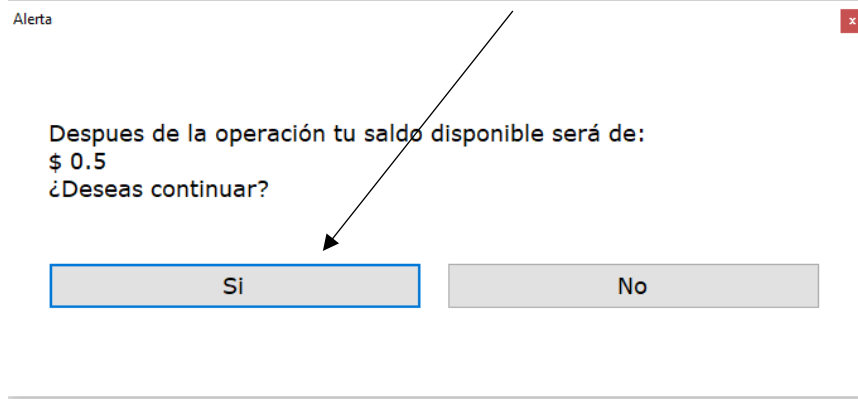 Alerta
x
Despues de la operación tu saldo disponible será de:
$ 0.5
¿Deseas continuar?
Si
No